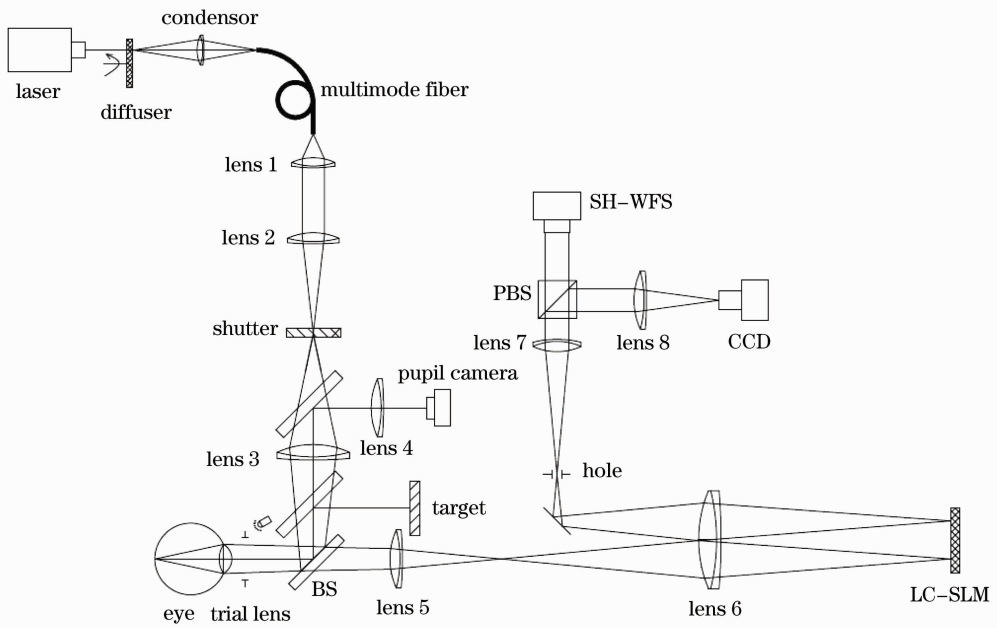 condensor
laser
multimode fiber
diffuser
lens 1
SH-WFS
lens 2
PBS
shutter
lens 7
lens 8
CCD
pupil camera
lens 3
lens 4
hole
target
BS
LC-SLM
eye
trial lens
lens 5
lens 6